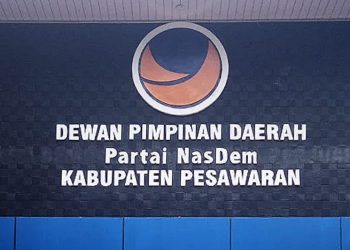 DEWAN PIMPINAN DAERAH
Partai NasDem
KABUPATEN PESAWARAN